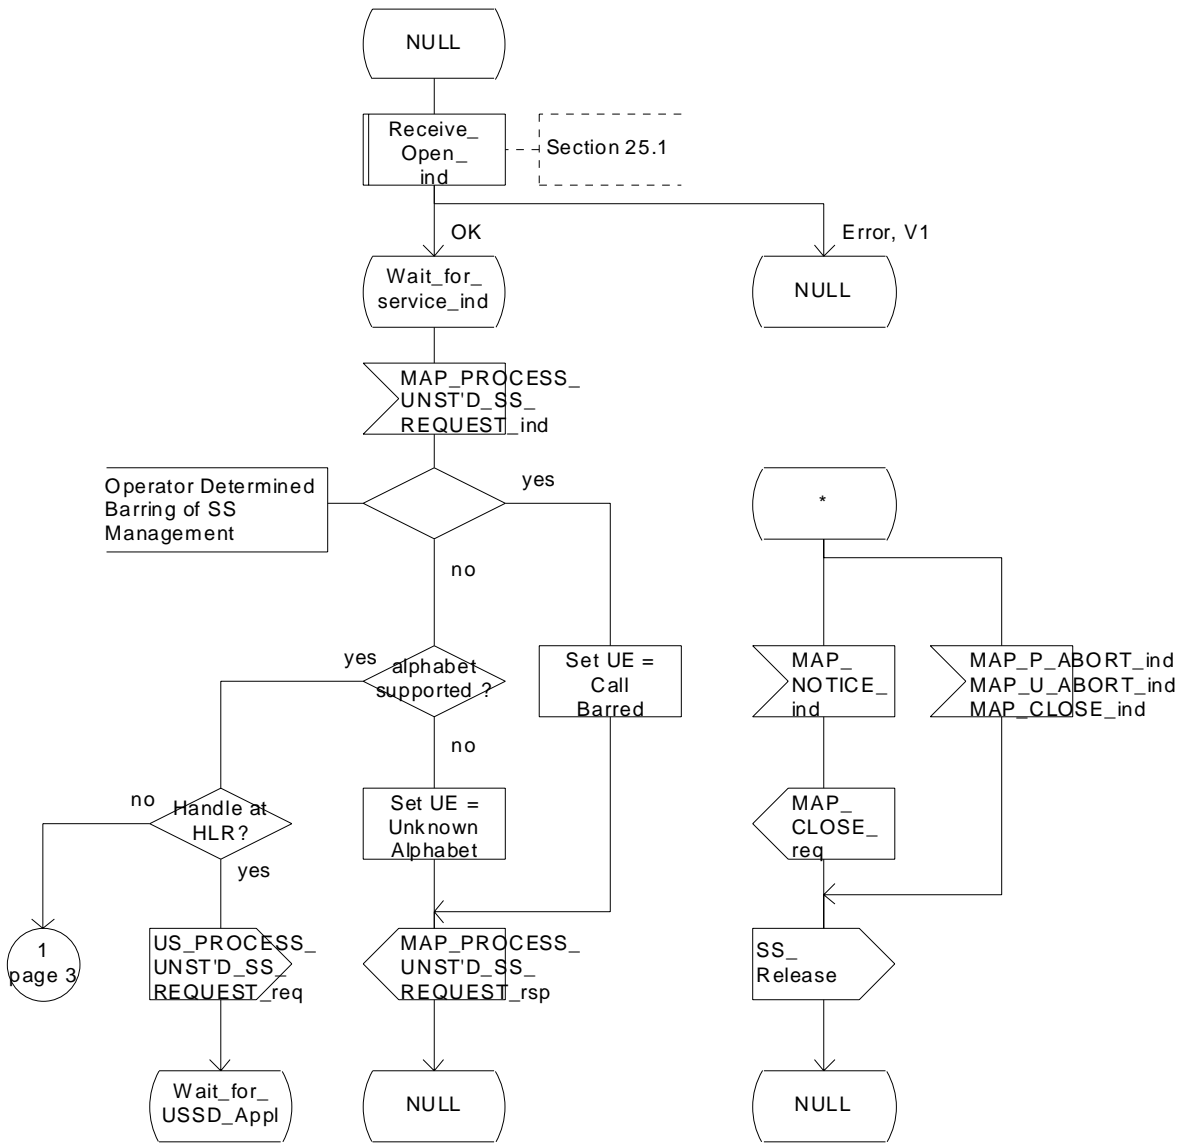 NULL
Receive_
Open_
ind
Section 25.1
OK
Error, V1
Wait_for_
service_ind
NULL
MAP_PROCESS_
UNST'D_SS_
REQUEST_ind
Operator Determined
Barring of SS
Management
yes
*
no
yes
alphabet
supported ?
Set UE =
Call
Barred
MAP_
NOTICE_
ind
MAP_P_ABORT_ind
MAP_U_ABORT_ind
MAP_CLOSE_ind
no
no
Handle at
HLR?
Set UE =
Unknown
Alphabet
MAP_
CLOSE_
req
yes
1
page 3
US_PROCESS_
UNST'D_SS_
REQUEST_req
MAP_PROCESS_
UNST'D_SS_
REQUEST_rsp
SS_
Release
Wait_for_
USSD_Appl
NULL
NULL